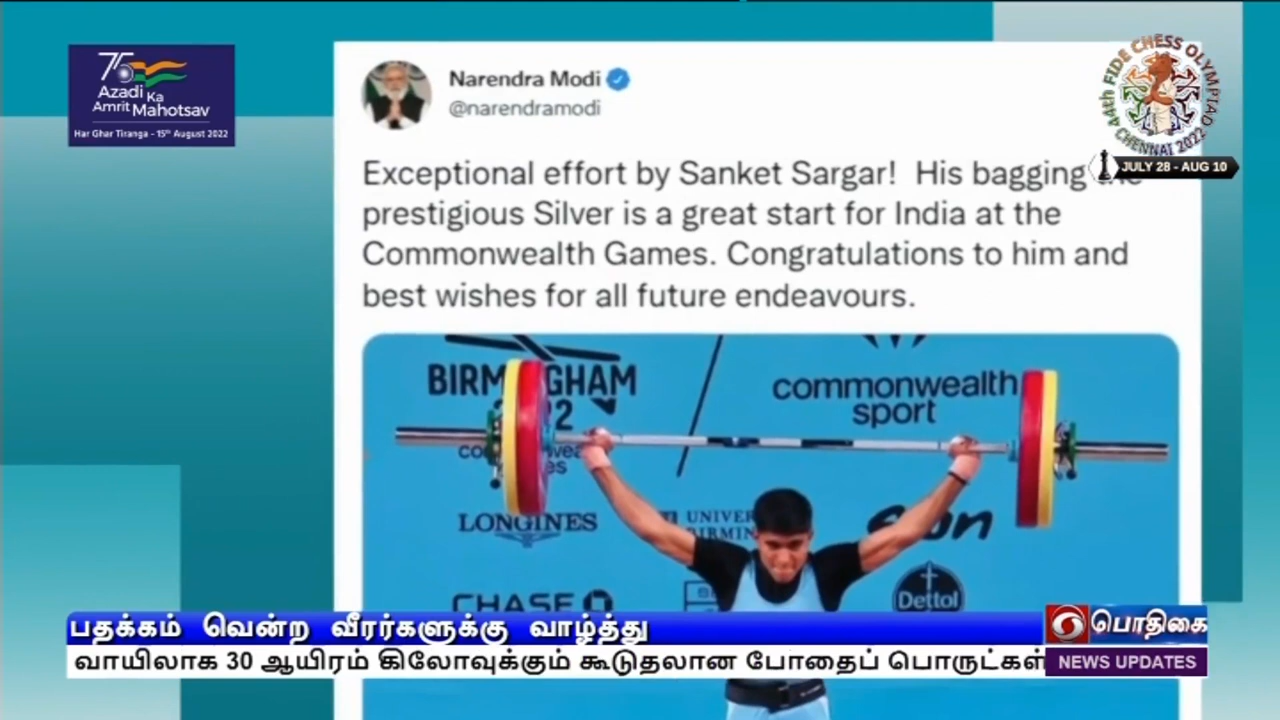 75
Azadi
Ka
Amrit Mahotsav
Har Ghar Tiranga - 15th August 2022
Narendra Modi
@narendramodi
44th FIDE CHESS OLYMPIAD
CHENNAI 2022
JULY 28 - AUG 10
Exceptional effort by Sanket Sargar! His bagging
prestigious Silver is a great start for India at the
Commonwealth Games. Congratulations to him and
best wishes for all future endeavours.
commonwealth
sport
LONGINES
UNIVER
BIRMIN
CHASE
Dettol
பதக்கம் வென்ற வீரர்களுக்கு வாழ்த்து
பொதிகை
வாயிலாக 30 ஆயிரம் கிலோவுக்கும் கூடுதலான போதைப் பொருட்கள்
NEWS UPDATES